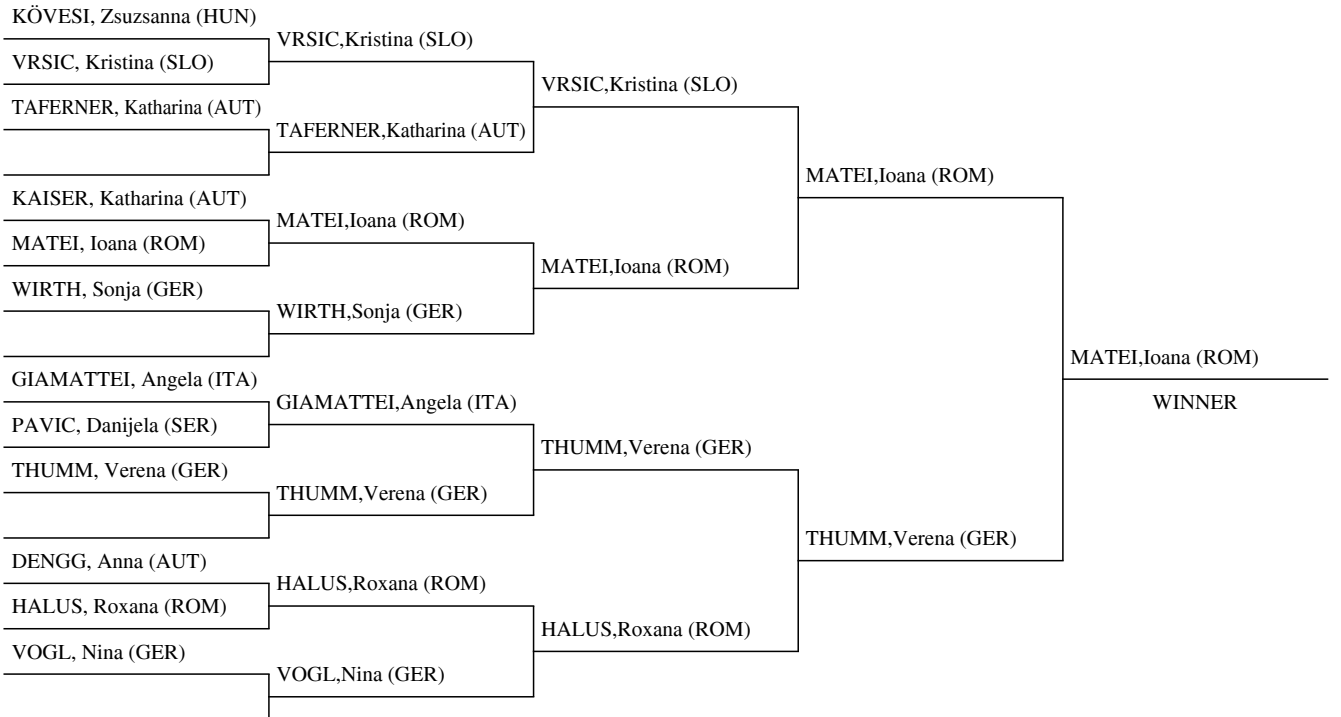 KÖVESI, Zsuzsanna (HUN)
VRSIC, Kristina (SLO)
TAFERNER, Katharina (AUT)
KAISER, Katharina (AUT)
MATEI, Ioana (ROM)
WIRTH, Sonja (GER)
GIAMATTEI, Angela (ITA)
PAVIC, Danijela (SER)
THUMM, Verena (GER)
DENGG, Anna (AUT)
HALUS, Roxana (ROM)
VOGL, Nina (GER)
VRSIC,Kristina (SLO)
TAFERNER,Katharina (AUT)
MATEI,Ioana (ROM)
WIRTH,Sonja (GER)
GIAMATTEI,Angela (ITA)
THUMM,Verena (GER)
HALUS,Roxana (ROM)
VOGL,Nina (GER)
VRSIC,Kristina (SLO)
MATEI,Ioana (ROM)
THUMM,Verena (GER)
HALUS,Roxana (ROM)
MATEI,Ioana (ROM)
THUMM,Verena (GER)
MATEI,Ioana (ROM)
WINNER